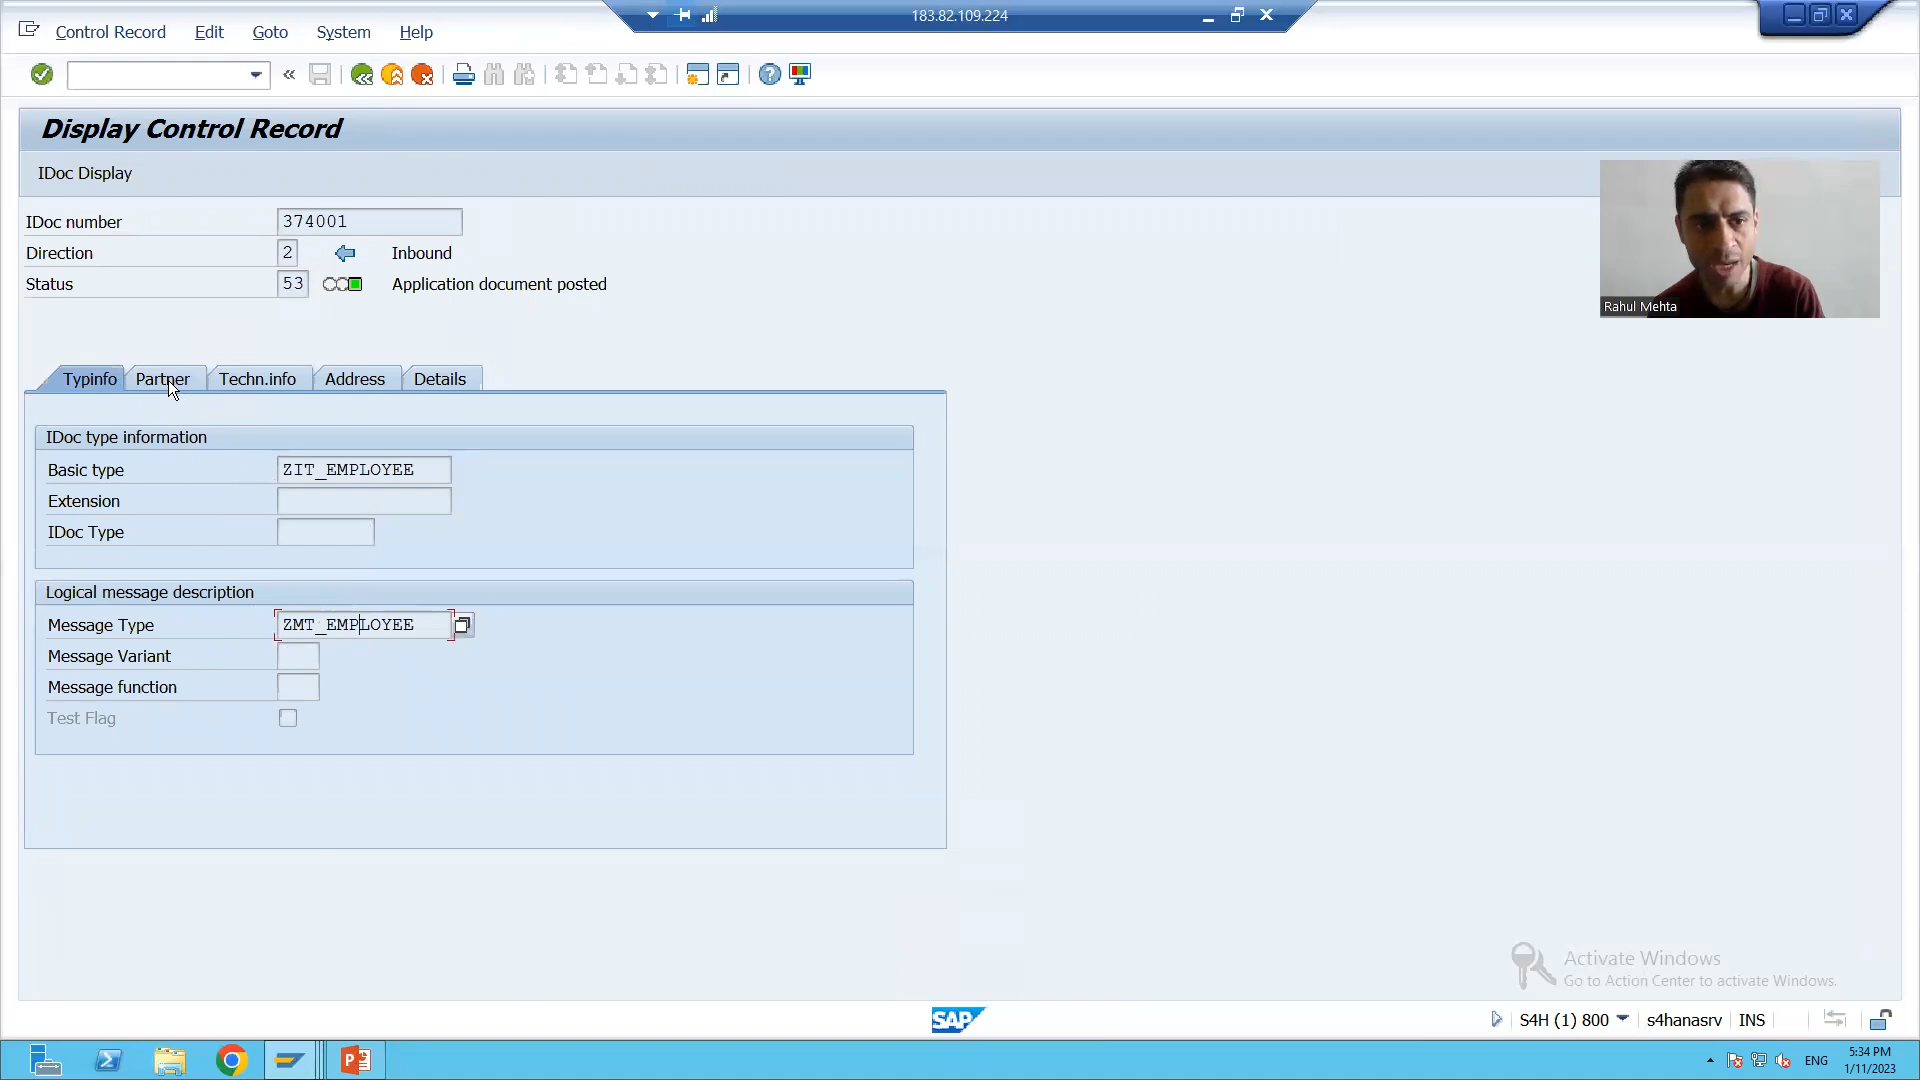 183.82.109.224
Control Record Edit Goto System Help
Display Control Record
IDoc Display
IDoc number 374001
Direction 2 Inbound
Status 53 Application document posted
Rahul Mehta
Typinfo Partner Techn.info Address Details
IDoc type information
Basic type ZIT_EMPLOYEE
Extension
IDoc Type
Logical message description
Message Type ZMT_EMPLOYEE
Message Variant
Message function
Test Flag
Activate Windows
Go to Action Center to activate Windows.
SAP S4H (1) 800 s4hanasrv INS
ENG 5:34 PM
1/11/2023